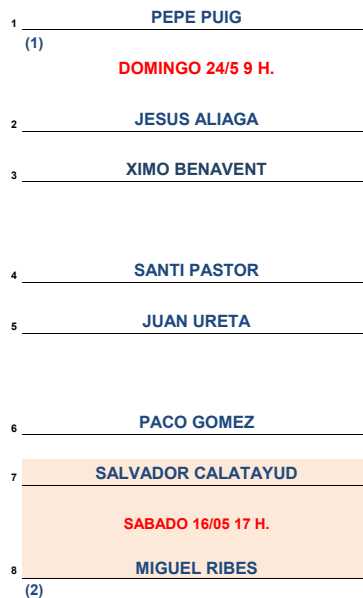 1 PEPE PUIG
(1)
DOMINGO 24/5 9 H.
2 JESUS ALIAGA
3 XIMO BENAVENT
4 SANTI PASTOR
5 JUAN URETA
6 PACO GOMEZ
7 SALVADOR CALATAYUD
SABADO 16/05 17 H.
8 MIGUEL RIBES
(2)